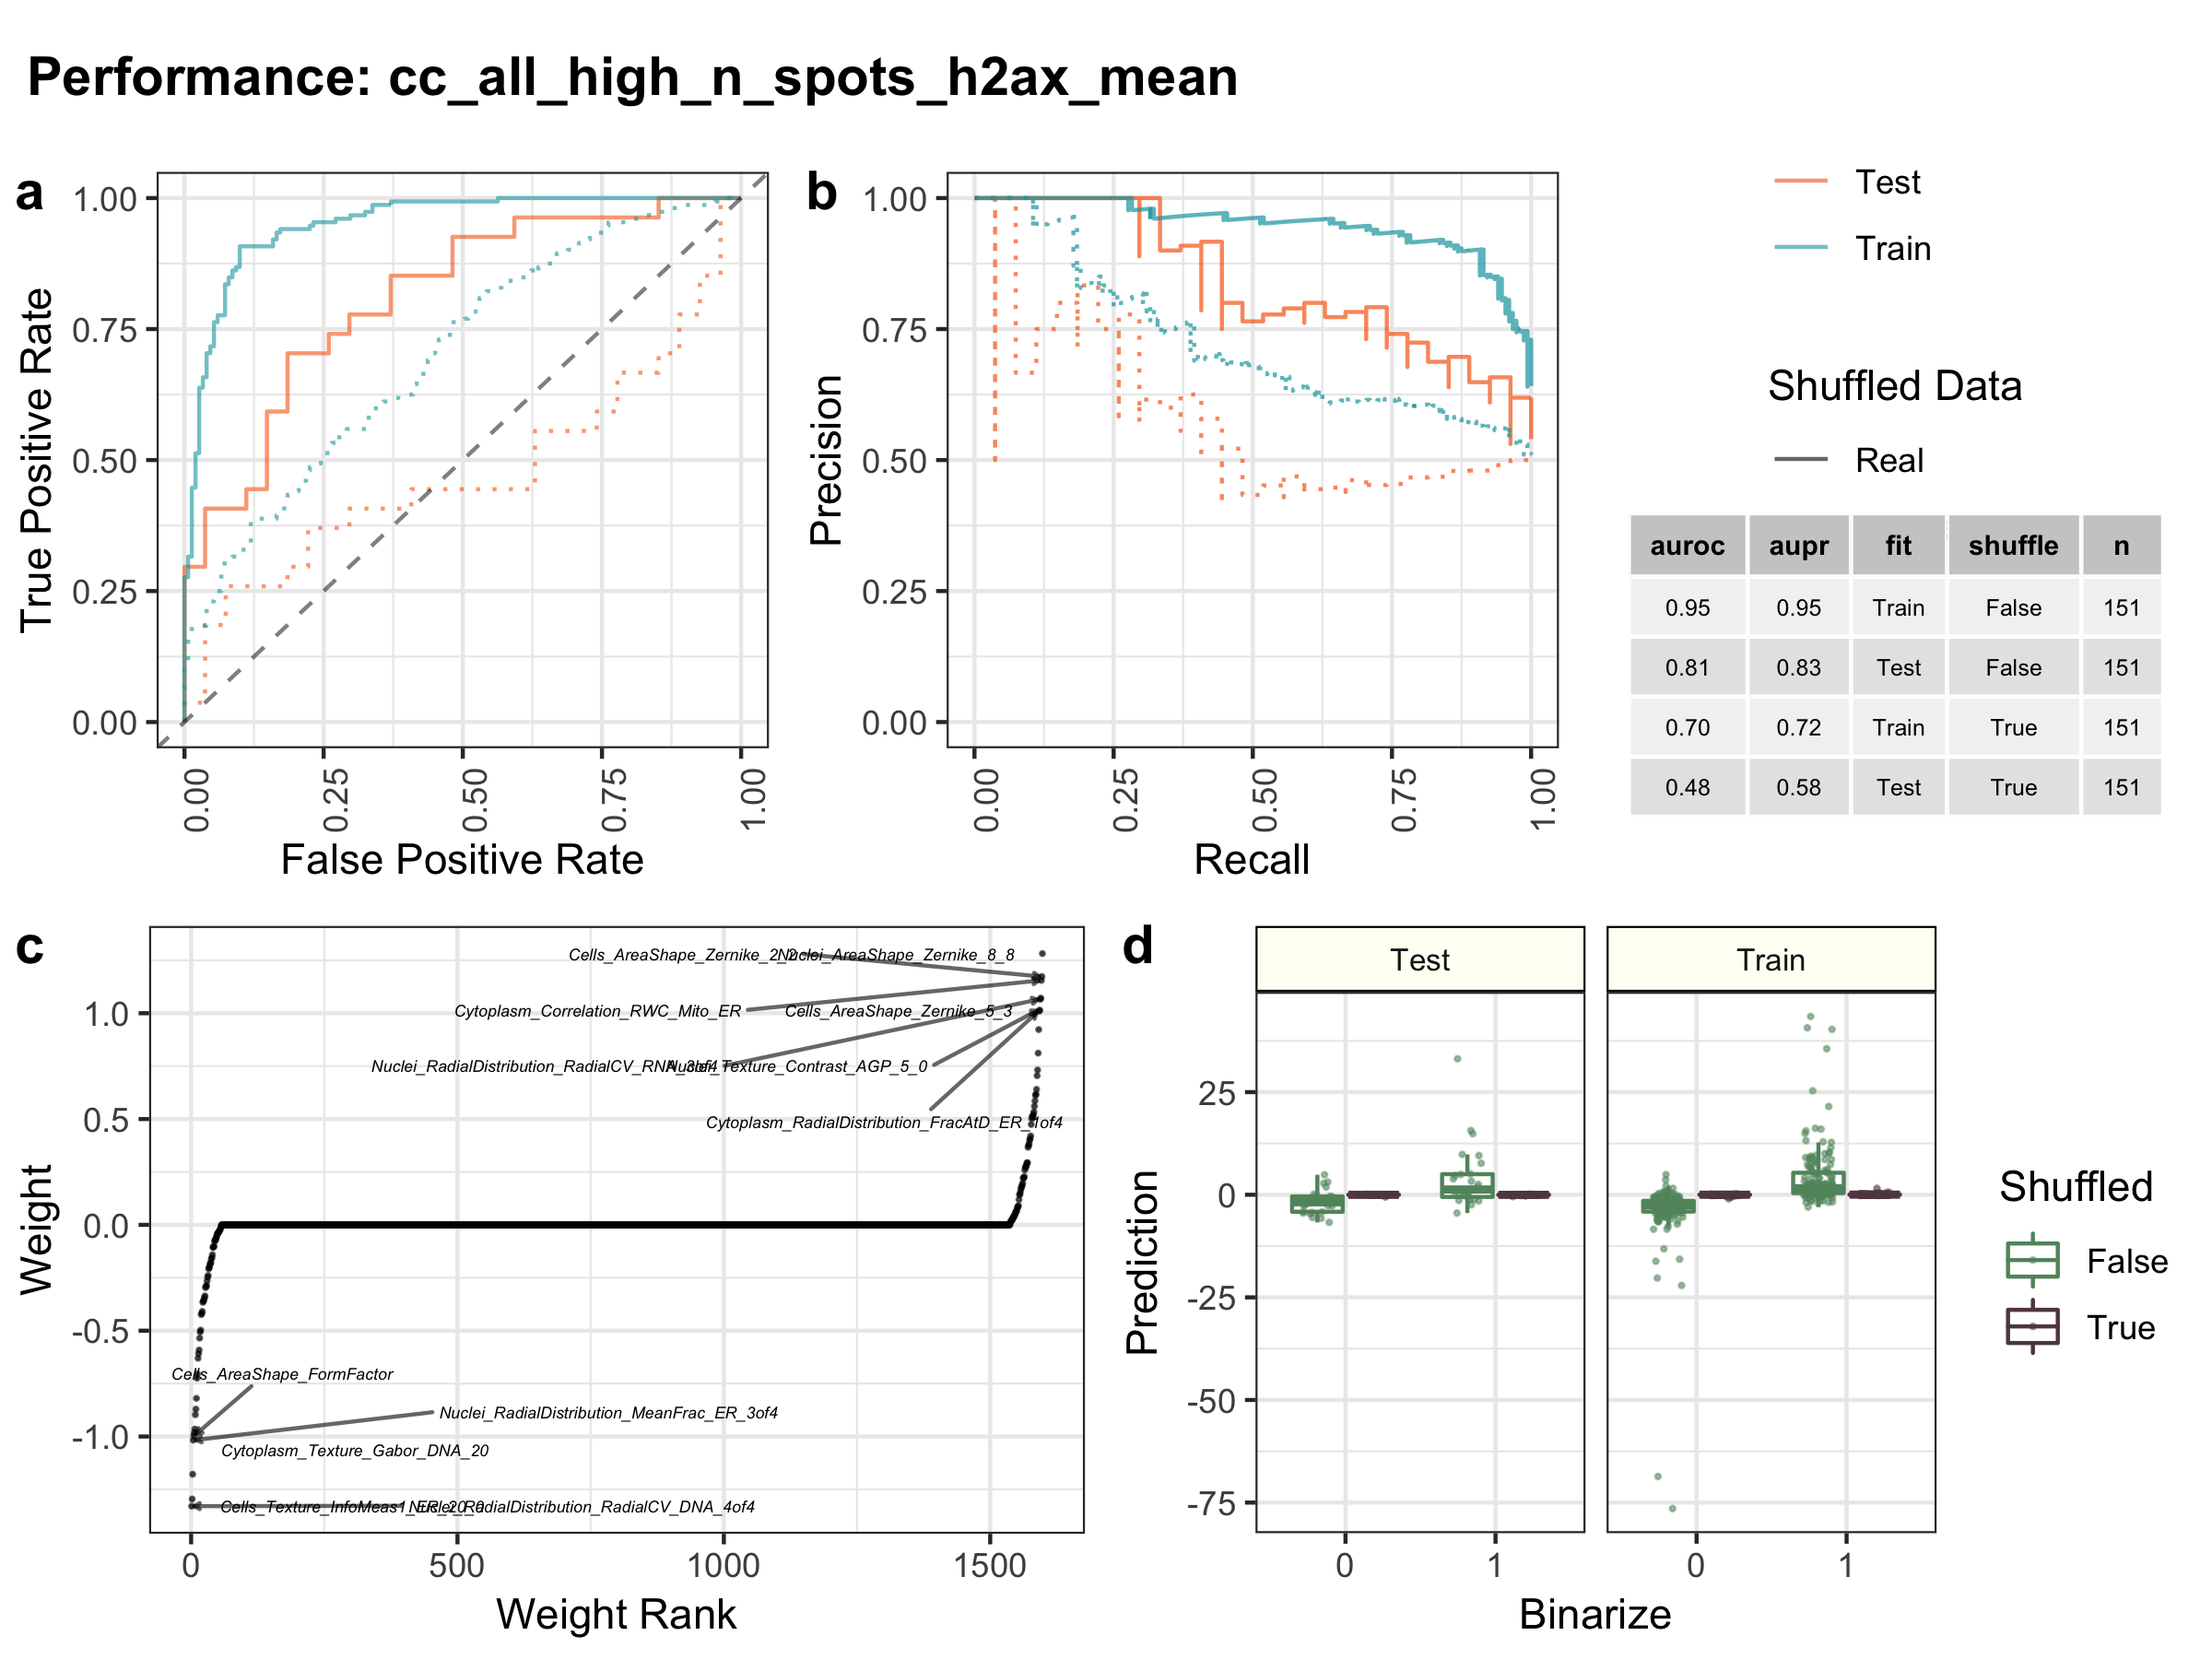 Performance: cc_all_high_n_spots_h2ax_mean
a
True Positive Rate
1.00
0.75
0.50
0.25
0.00
0.00
0.25
0.50
0.75
1.00
False Positive Rate
b
Precision
1.00
0.75
0.50
0.25
0.00
0.00
0.25
0.50
0.75
1.00
Recall
Test
Train
Shuffled Data
Real
auroc aupr fit shuffle n
0.95 0.95 Train False 151
0.81 0.83 Test False 151
0.70 0.72 Train True 151
0.48 0.58 Test True 151
c
Weight
1.0
0.5
0.0
-0.5
-1.0
Cells_AreaShape_Zernike_2_2
Nuclei_AreaShape_Zernike_8_8
Cytoplasm_Correlation_RWC_Mito_ER
Cells_AreaShape_Zernike_5_3
Nuclei_RadialDistribution_RadialCV_RNA_3of4
Nuclei_Texture_Contrast_AGP_5_0
Cytoplasm_RadialDistribution_FracAtD_ER_1of4
Cells_AreaShape_FormFactor
Nuclei_RadialDistribution_MeanFrac_ER_3of4
Cytoplasm_Texture_Gabor_DNA_20
Cells_Texture_InfoMeas1_ER_20_0
Nuclei_RadialDistribution_RadialCV_DNA_4of4
0
500
1000
1500
Weight Rank
d
Test
Train
Prediction
25
0
-25
-50
-75
0
1
0
1
Binarize
Shuffled
False
True